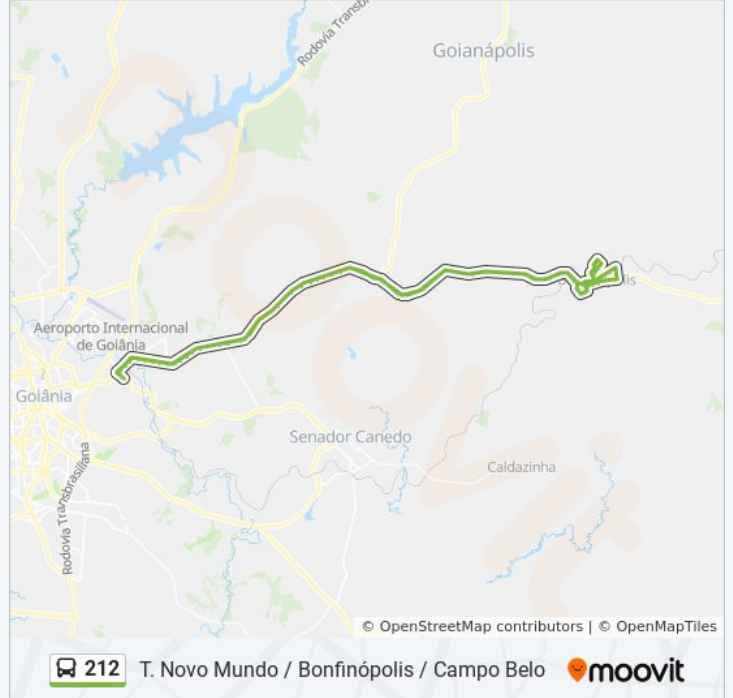 Rodovia Transb
Goianápolis
Aeroporto Internacional
de Goiânia
Goiânia
Senador Canedo
Caldazinha
Rodovia Transbrasiliana
© OpenStreetMap contributors | © OpenMapTiles
212 T. Novo Mundo / Bonfinópolis / Campo Belo moovit